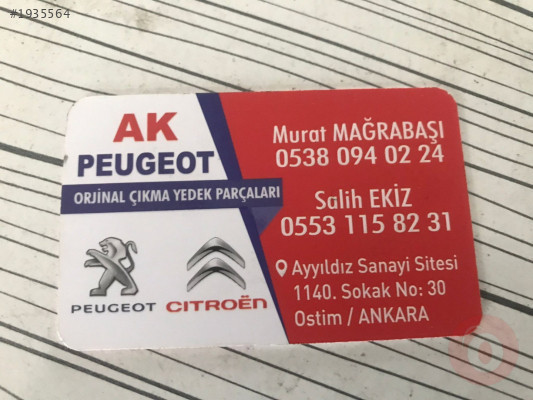 #1935564
AK
PEUGEOT
ORJİNAL ÇIKMA YEDEK PARÇALARI
PEUGEOT
CITROËN
Murat MAĞRABAŞI
0538 094 02 24
Salih EKİZ
0553 115 82 31
Ayyıldız Sanayi Sitesi
1140. Sokak No: 30
Ostim / ANKARA